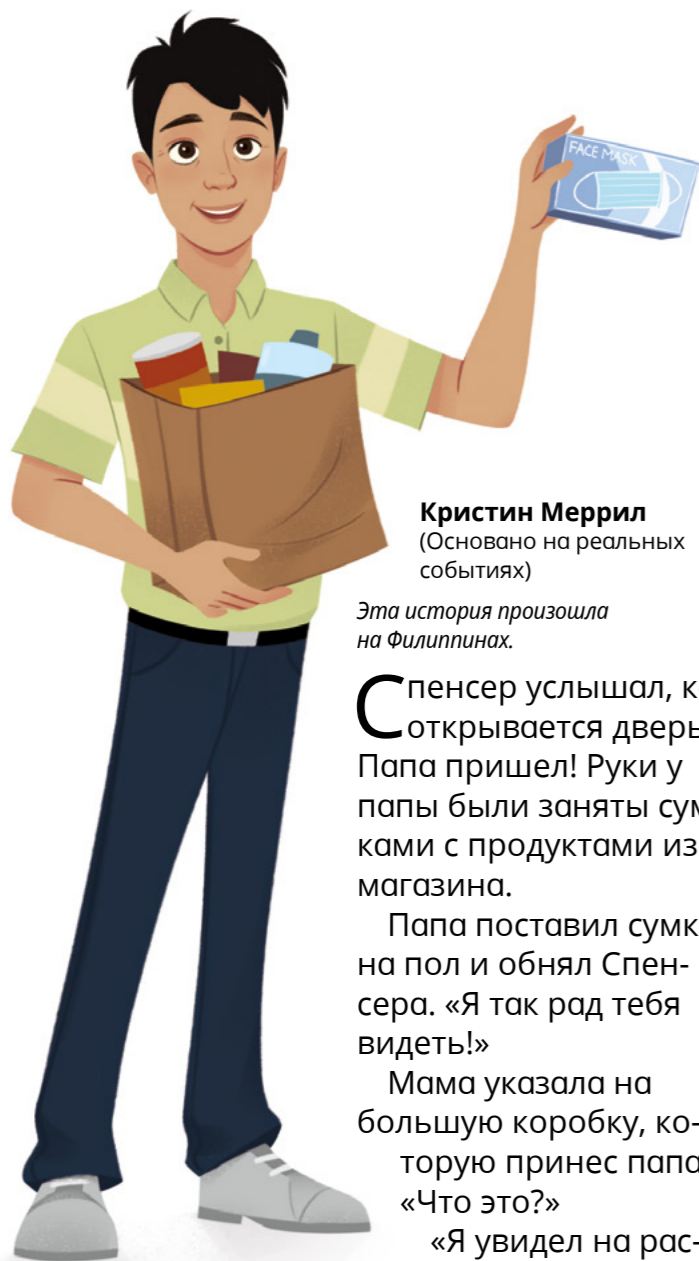 FACE MASK
Кристин Меррил
(Основано на реальных
событиях)
Эта история произошла
на Филиппинах.
Спенсер услышал, к
открывается дверь
Папа пришел! Руки у
папы были заняты сум
ками с продуктами из
магазина.
Папа поставил сумк
на пол и обнял Спен-
сера. «Я так рад тебя
видеть!»
Мама указала на
большую коробку, ко-
торую принес папа
«Что это?»
«Я увидел на рас-